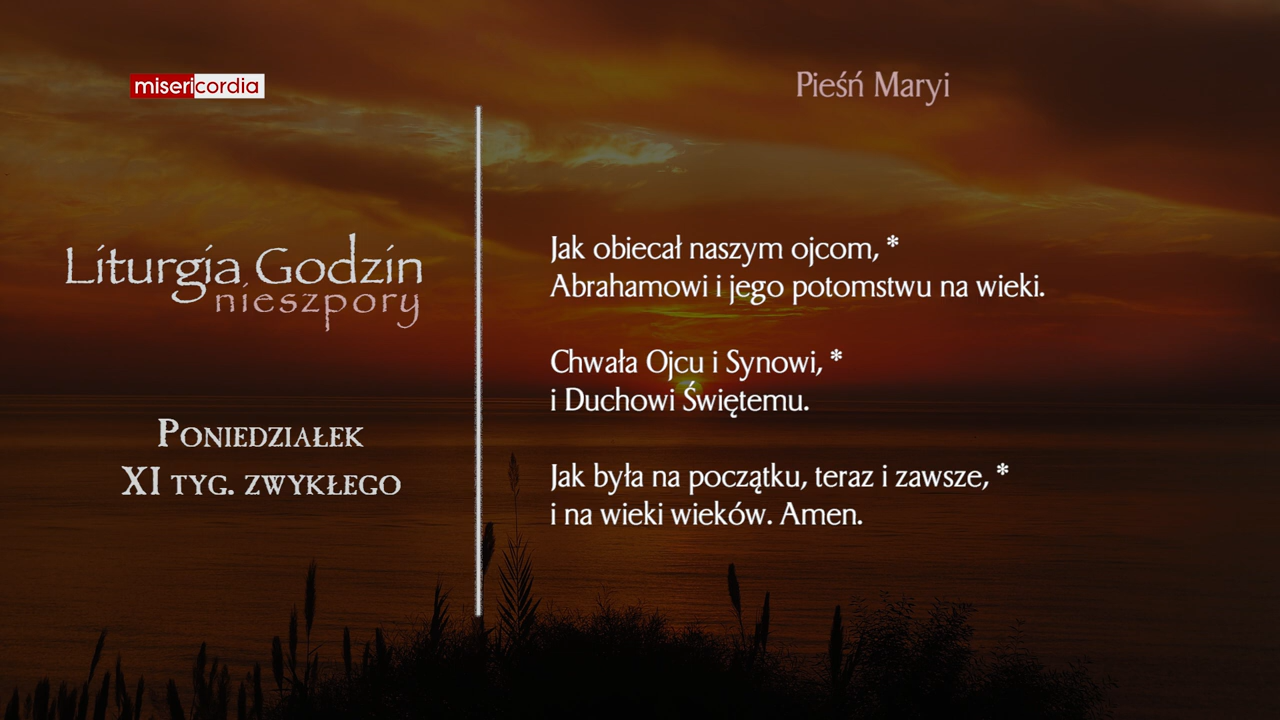 misericordia
Pieśń Maryi
Liturgia Godzin
nieszpory
Poniedziałek
XI tyg. zwykłego
Jak obiecał naszym ojcom, *
Abrahamowi i jego potomstwu na wieki.
Chwała Ojcu i Synowi, *
i Duchowi Świętemu.
Jak była na początku, teraz i zawsze, *
i na wieki wieków. Amen.